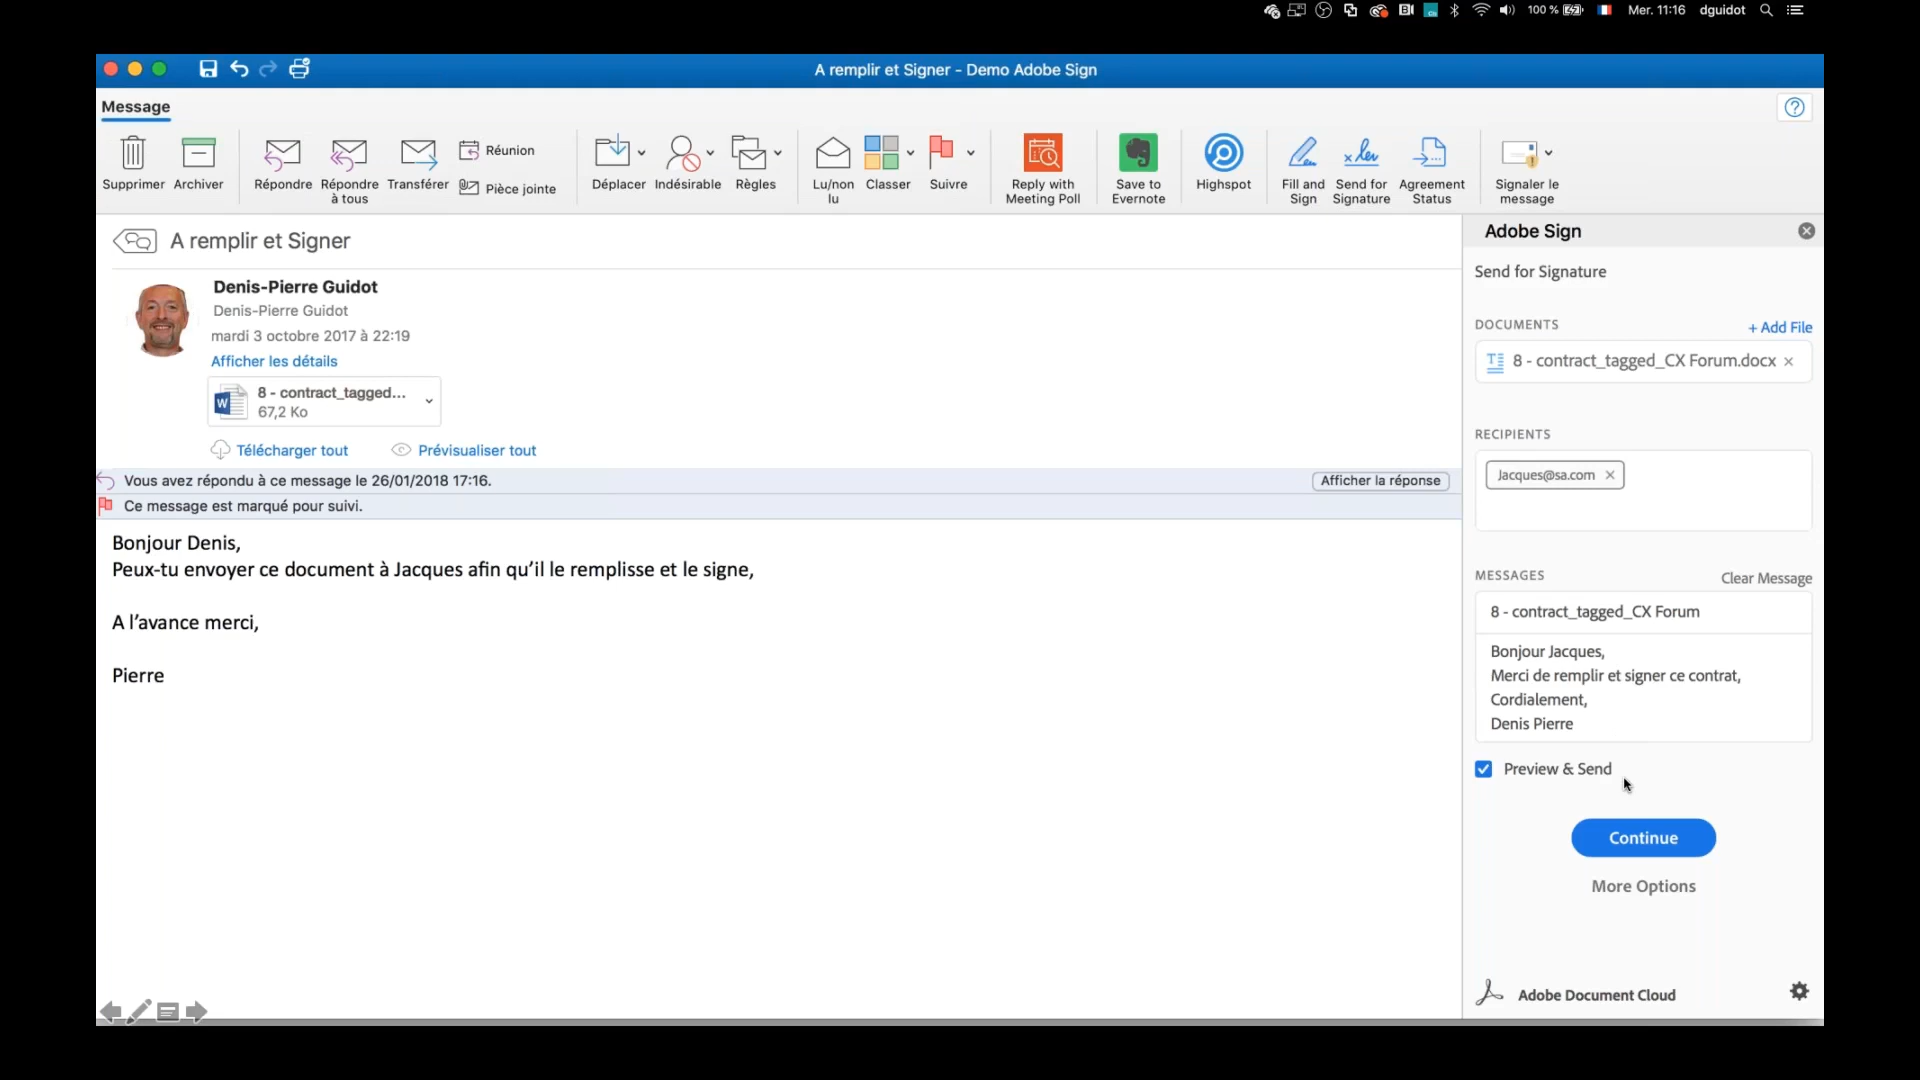 100 % Mer. 11:16 dguidot
A remplir et Signer - Demo Adobe Sign
Message
Supprimer
Archiver
Répondre
Répondre
à tous
Transférer
Réunion
Pièce jointe
Déplacer
Indésirable
Règles
Lu/non
lu
Classer
Suivre
Reply with
Meeting Poll
Save to
Evernote
Highspot
Fill and
Sign
Send for
Signature
Agreement
Status
Signaler le
message
A remplir et Signer
Denis-Pierre Guidot
Denis-Pierre Guidot
mardi 3 octobre 2017 à 22:19
Afficher les détails
W
8 - contract_tagged...
67,2 Ko
Télécharger tout
Prévisualiser tout
Vous avez répondu à ce message le 26/01/2018 17:16.
Afficher la réponse
Ce message est marqué pour suivi.
Bonjour Denis,
Peux-tu envoyer ce document à Jacques afin qu’il le remplisse et le signe,
A l’avance merci,
Pierre
Adobe Sign
Send for Signature
DOCUMENTS
+ Add File
8 - contract_tagged_CX Forum.docx
RECIPIENTS
Jacques@sa.com
MESSAGES
Clear Message
8 - contract_tagged_CX Forum
Bonjour Jacques,
Merci de remplir et signer ce contrat,
Cordialement,
Denis Pierre
Preview & Send
Continue
More Options
Adobe Document Cloud